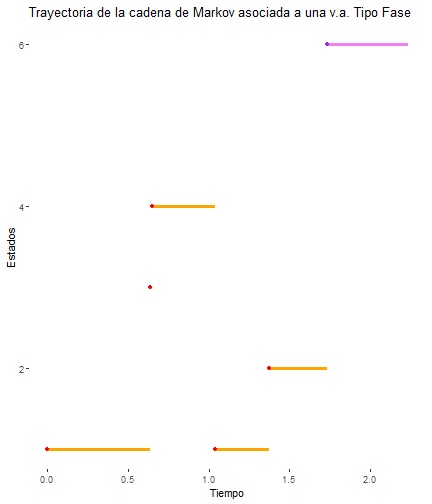 Trayectoria de la cadena de Markov asociada a una v.a. Tipo Fase
6
4
2
Estados
0.0 0.5 1.0 1.5 2.0
Tiempo